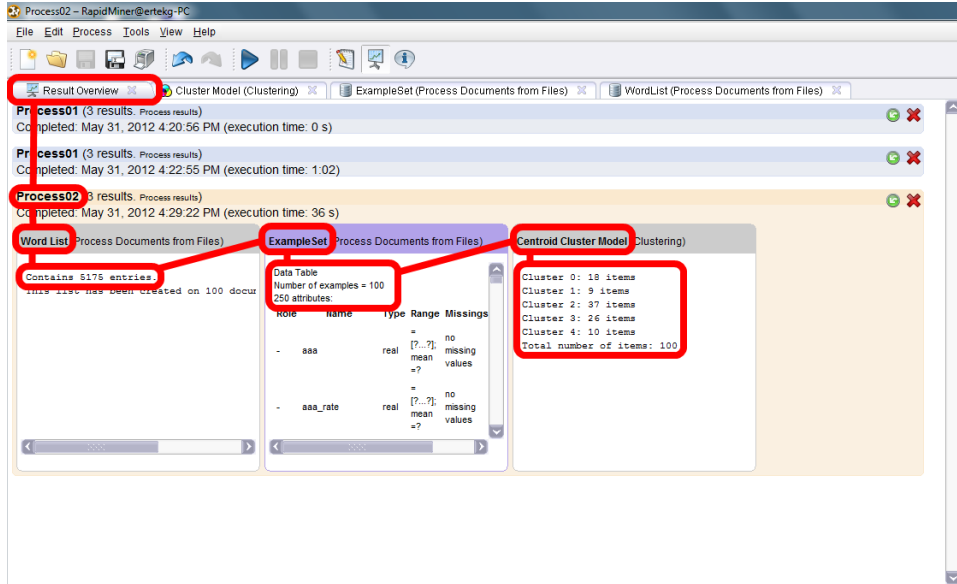 Process02 – RapidMiner@ertekg-PC
File Edit Process Tools View Help
Result Overview Cluster Model (Clustering) ExampleSet (Process Documents from Files) WordList (Process Documents from Files)
Process01 (3 results. Process results)
Completed: May 31, 2012 4:20:56 PM (execution time: 0 s)
Process01 (3 results. Process results)
Completed: May 31, 2012 4:22:55 PM (execution time: 1:02)
Process02 (3 results. Process results)
Completed: May 31, 2012 4:29:22 PM (execution time: 36 s)
Word List (Process Documents from Files)
Contains 5175 entries.
This list has been created on 100 docur
ExampleSet (Process Documents from Files)
Data Table
Number of examples = 100
250 attributes:
Role Name Type Range Missings
- aaa real = [?...?]; mean =? no missing values
- aaa_rate real = [?...?]; mean =? no missing values
Centroid Cluster Model (Clustering)
Cluster 0: 18 items
Cluster 1: 9 items
Cluster 2: 37 items
Cluster 3: 26 items
Cluster 4: 10 items
Total number of items: 100